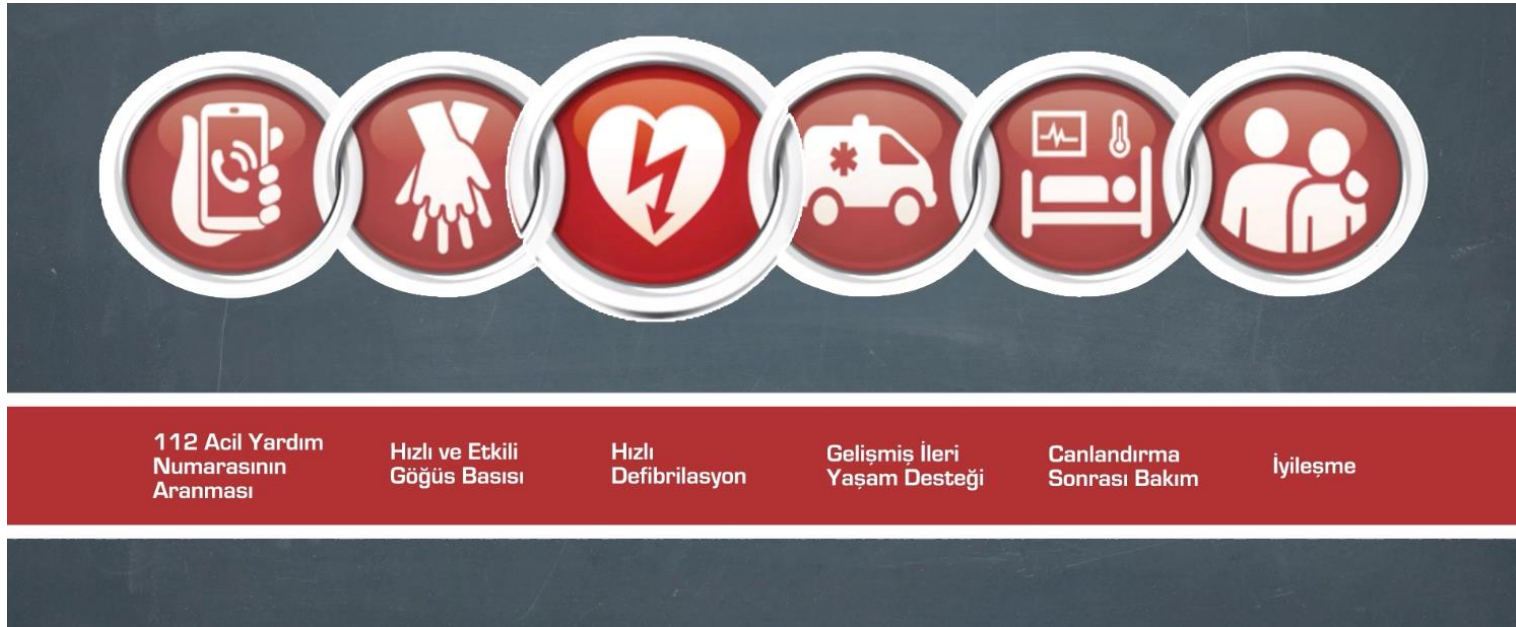 112 Acil Yardım
Numarasının
Aranması
Hızlı ve Etkili
Göğüs Basısı
Hızlı
Defibrilasyon
Gelişmiş İleri
Yaşam Desteği
Canlandırma
Sonrası Bakım
İyileşme